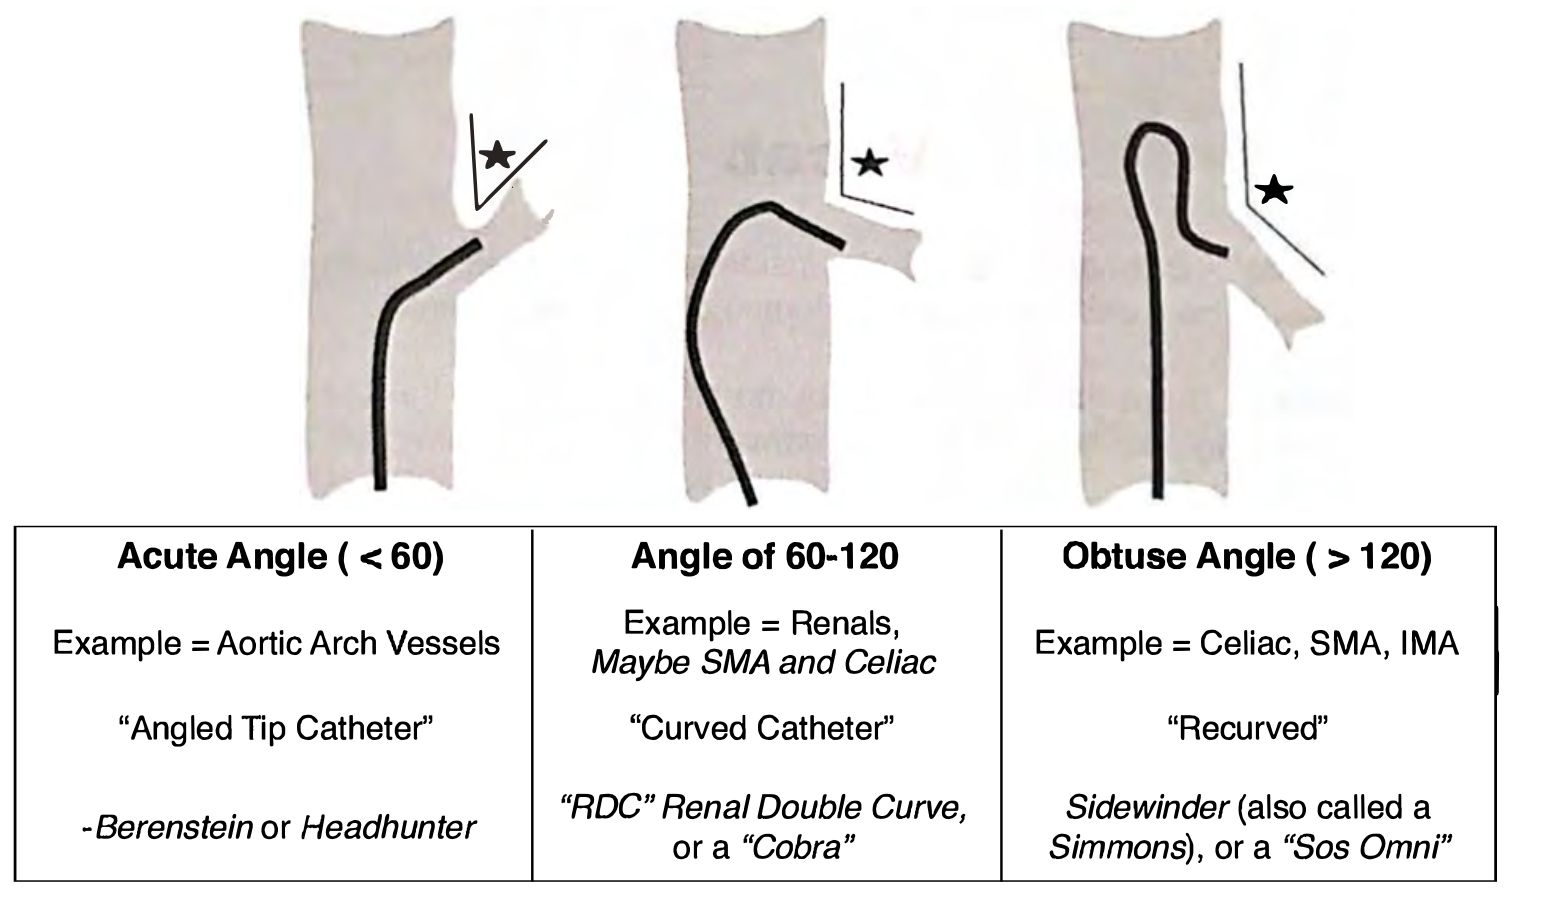 Acute Angle ( < 60)
Example = Aortic Arch Vessels
“Angled Tip Catheter”
-Berenstein or Headhunter
Angle of 60-120
Example = Renals,
Maybe SMA and Celiac
“Curved Catheter”
“RDC” Renal Double Curve,
or a “Cobra”
Obtuse Angle ( > 120)
Example = Celiac, SMA, IMA
“Recurved”
Sidewinder (also called a
Simmons), or a “Sos Omni”